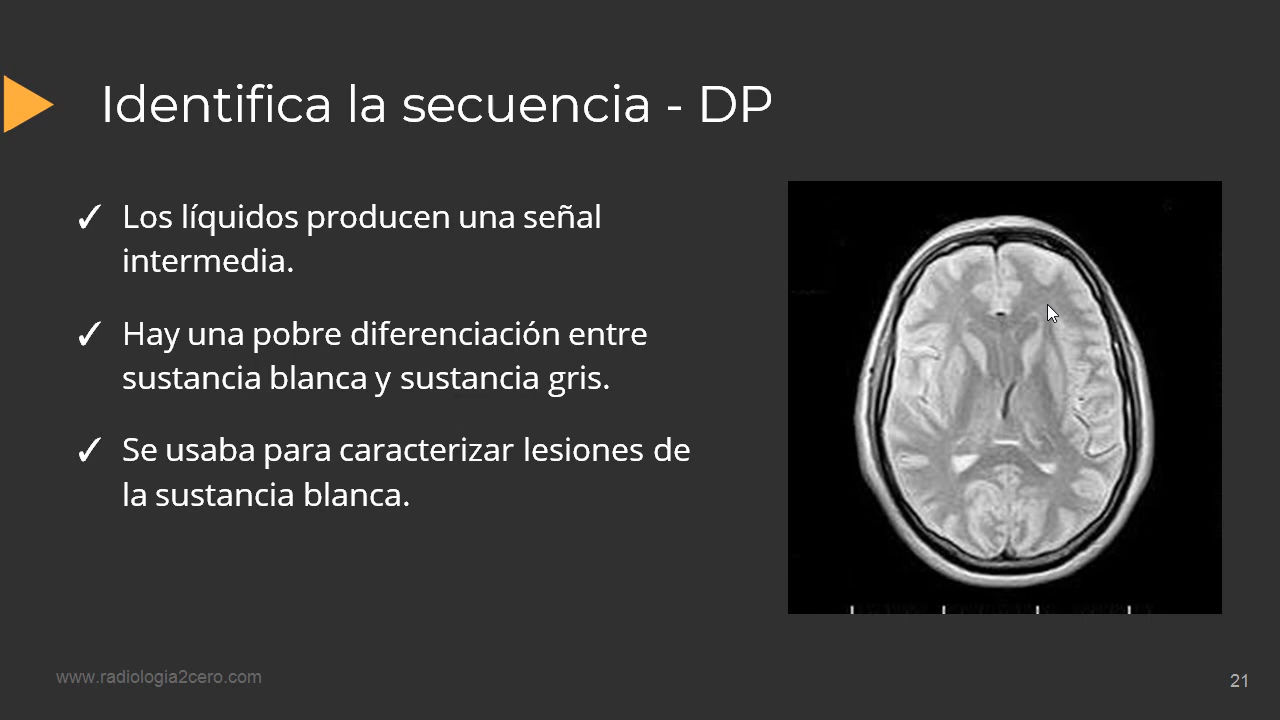 Identifica la secuencia - DP
✓ Los líquidos producen una señal
intermedia.
✓ Hay una pobre diferenciación entre
sustancia blanca y sustancia gris.
✓ Se usaba para caracterizar lesiones de
la sustancia blanca.
www.radiologia2cero.com
21